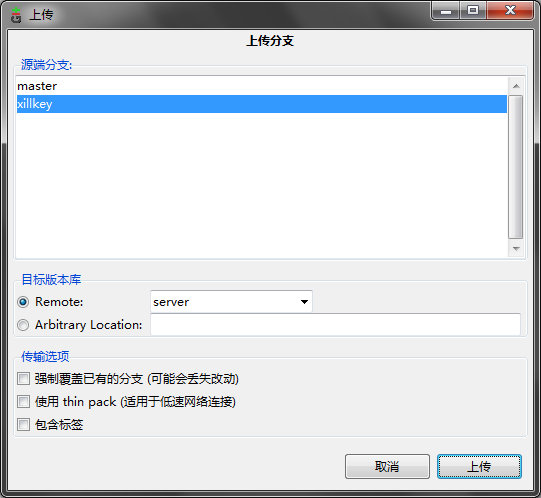 上传
上传分支
源端分支:
master
xillkey
目标版本库
Remote: server
Arbitrary Location:
传输选项
强制覆盖已有的分支 (可能会丢失改动)
使用 thin pack (适用于低速网络连接)
包含标签
取消 上传